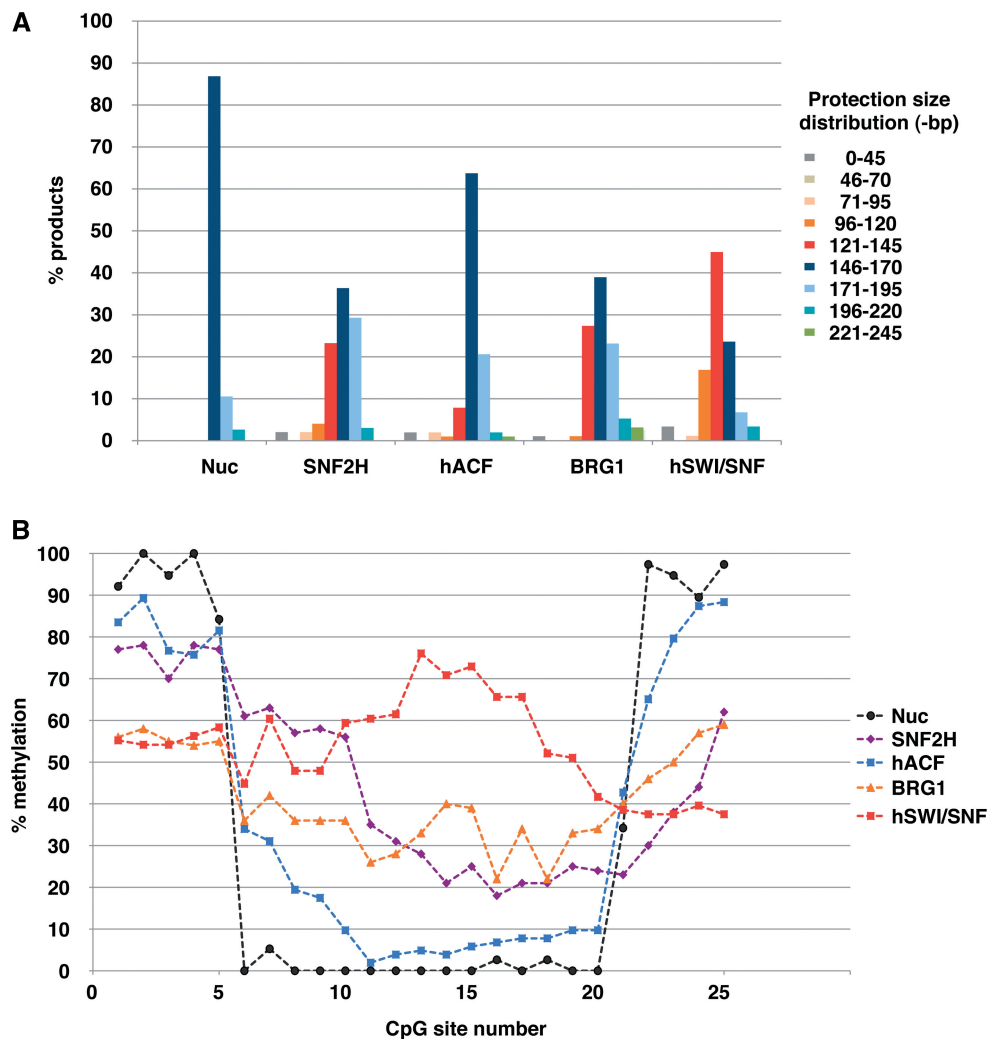 A
100
90
80
70
60
50
40
30
20
10
0
% products
Nuc
SNF2H
hACF
BRG1
hSWI/SNF
Protection size
distribution (-bp)
0-45
46-70
71-95
96-120
121-145
146-170
171-195
196-220
221-245
B
100
90
80
70
60
50
40
30
20
10
0
% methylation
0
5
10
15
20
25
CpG site number
Nuc
SNF2H
hACF
BRG1
hSWI/SNF